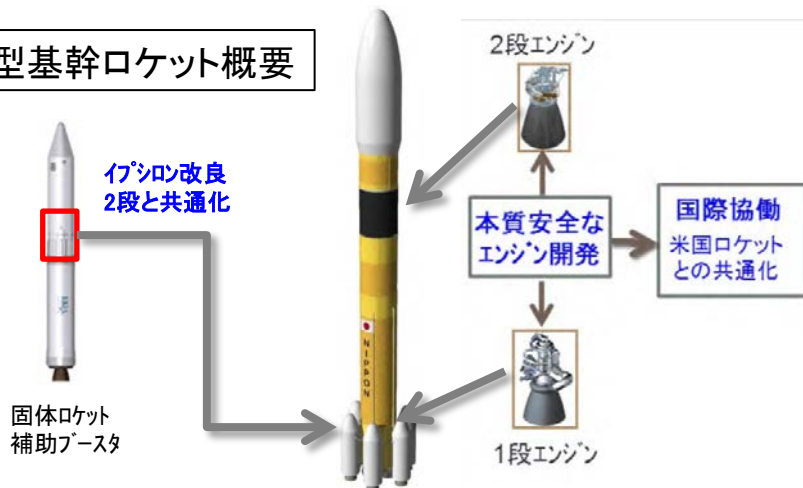 型基幹ロケット概要
イプシロン改良
2段と共通化
固体ロケット
補助ブースタ
NIPPON
2段エンジン
本質安全な
エンジン開発
国際協働
米国ロケット
との共通化
1段エンジン